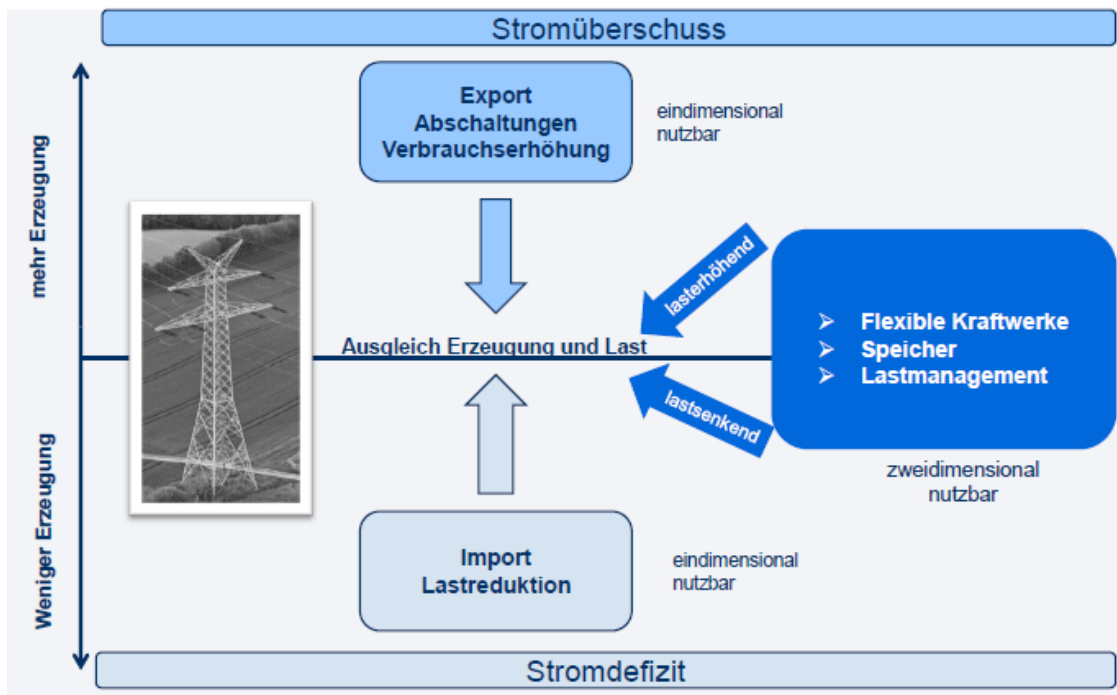 Stromüberschuss
mehr Erzeugung
Export
Abschaltungen
Verbrauchserhöhung
eindimensional
nutzbar
lasterhöhend
Ausgleich Erzeugung und Last
➢ Flexible Kraftwerke
➢ Speicher
➢ Lastmanagement
lastsenkend
zweidimensional
nutzbar
Weniger Erzeugung
Import
Lastreduktion
eindimensional
nutzbar
Stromdefizit